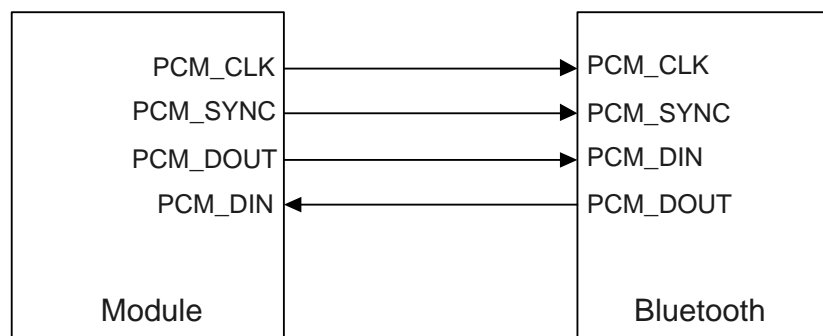 PCM_CLK PCM_CLK
PCM_SYNC PCM_SYNC
PCM_DOUT PCM_DIN
PCM_DIN PCM_DOUT
Module Bluetooth